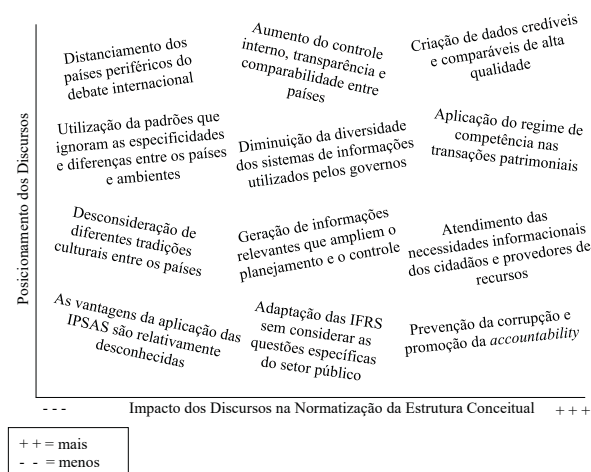 Posicionamento dos Discursos
Distanciamento dos
países periféricos do
debate internacional
Aumento do controle
interno, transparência e
comparabilidade entre
países
Criação de dados credíveis
e comparáveis de alta
qualidade
Utilização da padrões que
ignoram as especificidades
e diferenças entre os países
e ambientes
Diminuição da diversidade
dos sistemas de informações
utilizados pelos governos
Aplicação do regime de
competência nas
transações patrimoniais
Desconsideração de
diferentes tradições
culturais entre os países
Geração de informações
relevantes que ampliem o
planejamento e o controle
Atendimento das
necessidades informacionais
dos cidadãos e provedores de
recursos
As vantagens da aplicação das
IPSAS são relativamente
desconhecidas
Adaptação das IFRS
sem considerar as
questões específicas
do setor público
Prevenção da corrupção e
promoção da accountability
- - - Impacto dos Discursos na Normatização da Estrutura Conceitual + + +
+ + = mais
- - = menos